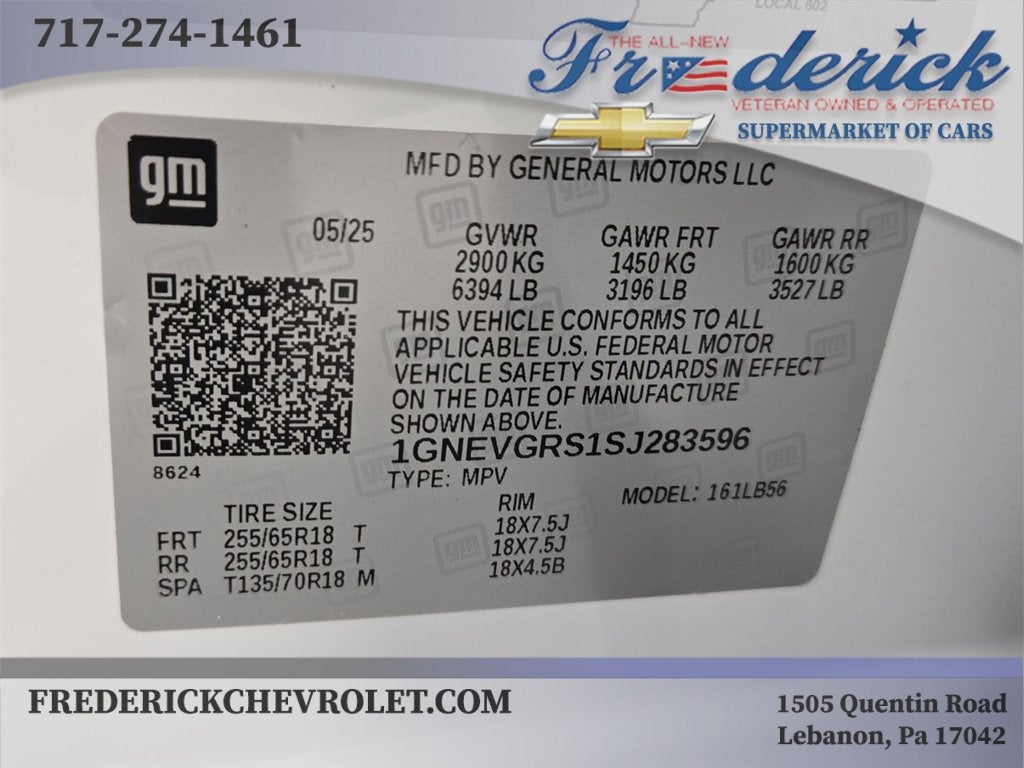 717-274-1461
LOCAL 602
THE ALL-NEW
Frederick
VETERAN OWNED & OPERATED
SUPERMARKET OF CARS
gm
MFD BY GENERAL MOTORS LLC
05/25
GVWR GAWR FRT GAWR RR
2900 KG 1450 KG 1600 KG
6394 LB 3196 LB 3527 LB
THIS VEHICLE CONFORMS TO ALL
APPLICABLE U.S. FEDERAL MOTOR
VEHICLE SAFETY STANDARDS IN EFFECT
ON THE DATE OF MANUFACTURE
SHOWN ABOVE.
1GNEVGRS1SJ283596
8624
TYPE: MPV MODEL: 161LB56
TIRE SIZE RIM
FRT 255/65R18 T 18X7.5J
RR 255/65R18 T 18X7.5J
SPA T135/70R18 M 18X4.5B
FREDERICKCHEVROLET.COM
1505 Quentin Road
Lebanon, Pa 17042